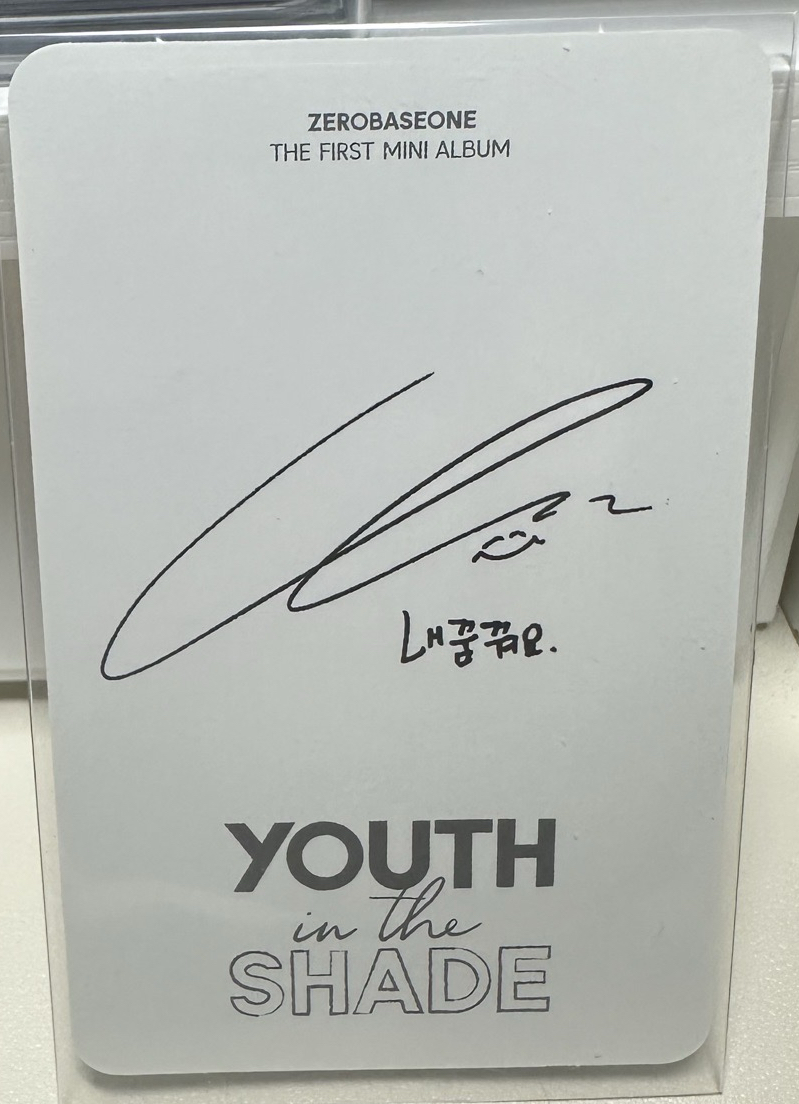 ZEROBASEONE
THE FIRST MINI ALBUM
내꿈꿔요.
YOUTH
in the
SHADE